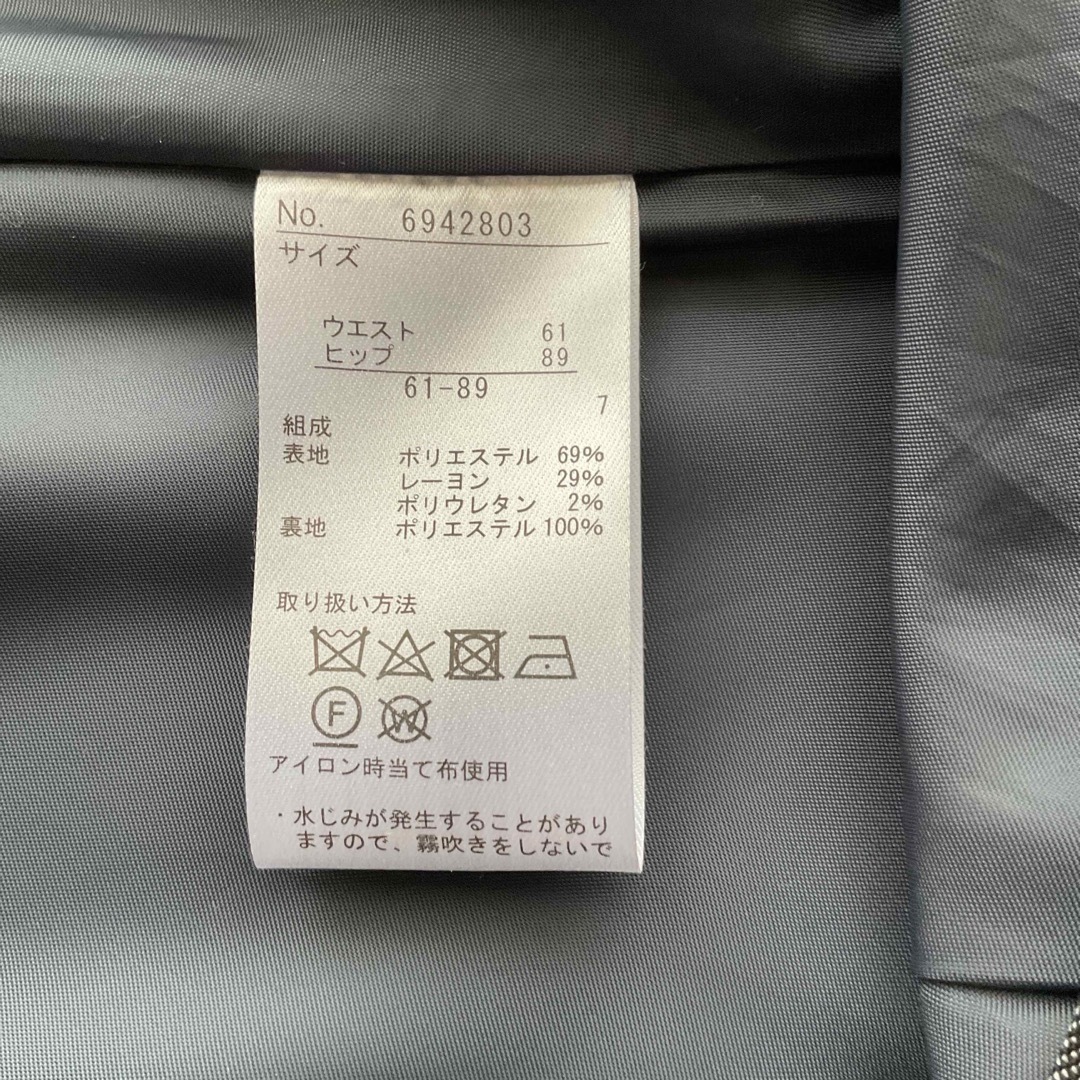 No. 6942803
サイズ
ウエスト 61
ヒップ 89
61-89
7
組成
表地 ポリエステル 69%
レーヨン 29%
ポリウレタン 2%
裏地 ポリエステル 100%
取り扱い方法
F W
アイロン時当て布使用
・水じみが発生することがあり
ますので、霧吹きをしないで